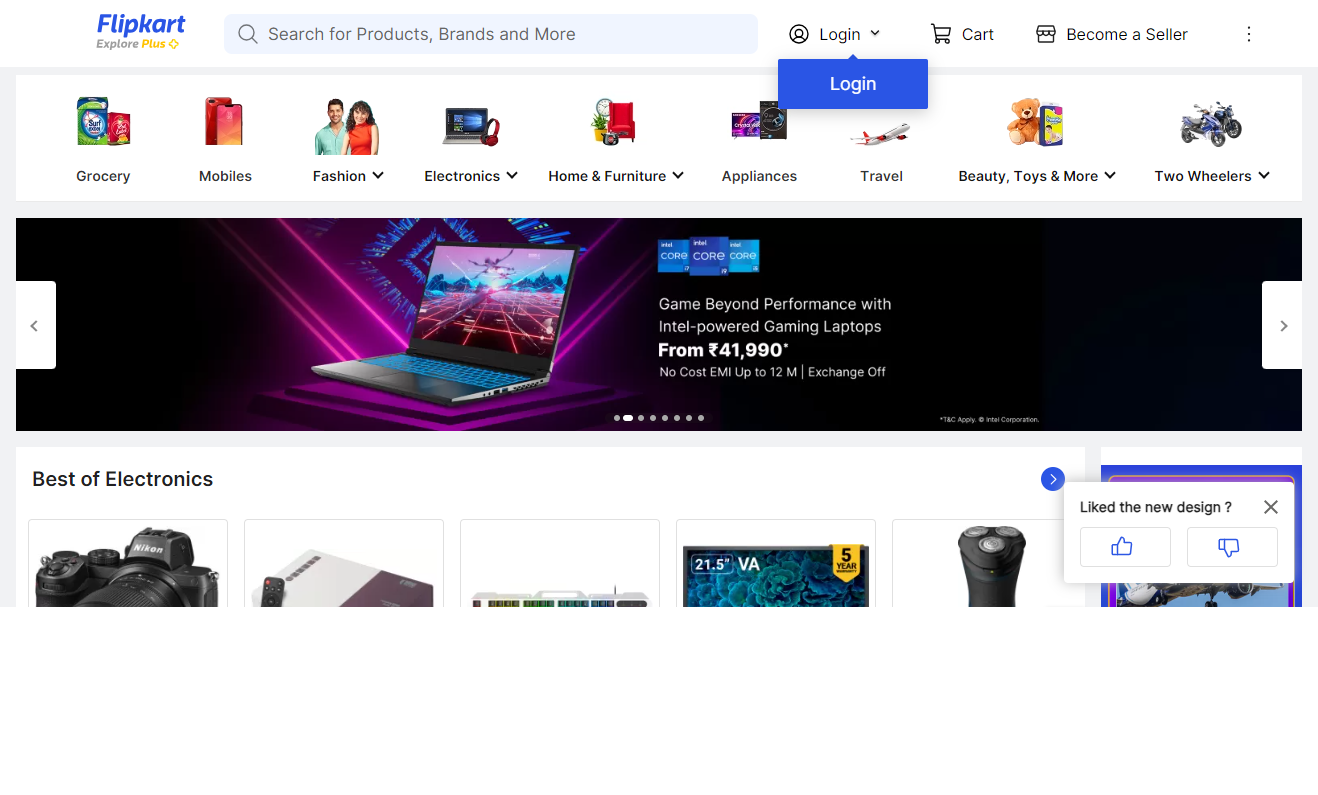 Flipkart
Explore Plus
Search for Products, Brands and More
Login
Cart
Become a Seller
Login
Surf excel
Grocery
Mobiles
Fashion
Electronics
Home & Furniture
Appliances
Travel
Beauty, Toys & More
Two Wheelers
intel CORE i7
intel CORE i9
intel CORE i5
Game Beyond Performance with
Intel-powered Gaming Laptops
From ₹41,990*
No Cost EMI Up to 12 M | Exchange Off
*T&C Apply. © Intel Corporation.
Best of Electronics
Liked the new design ?
Nikon
21.5" VA
5
YEAR
WARRANTY